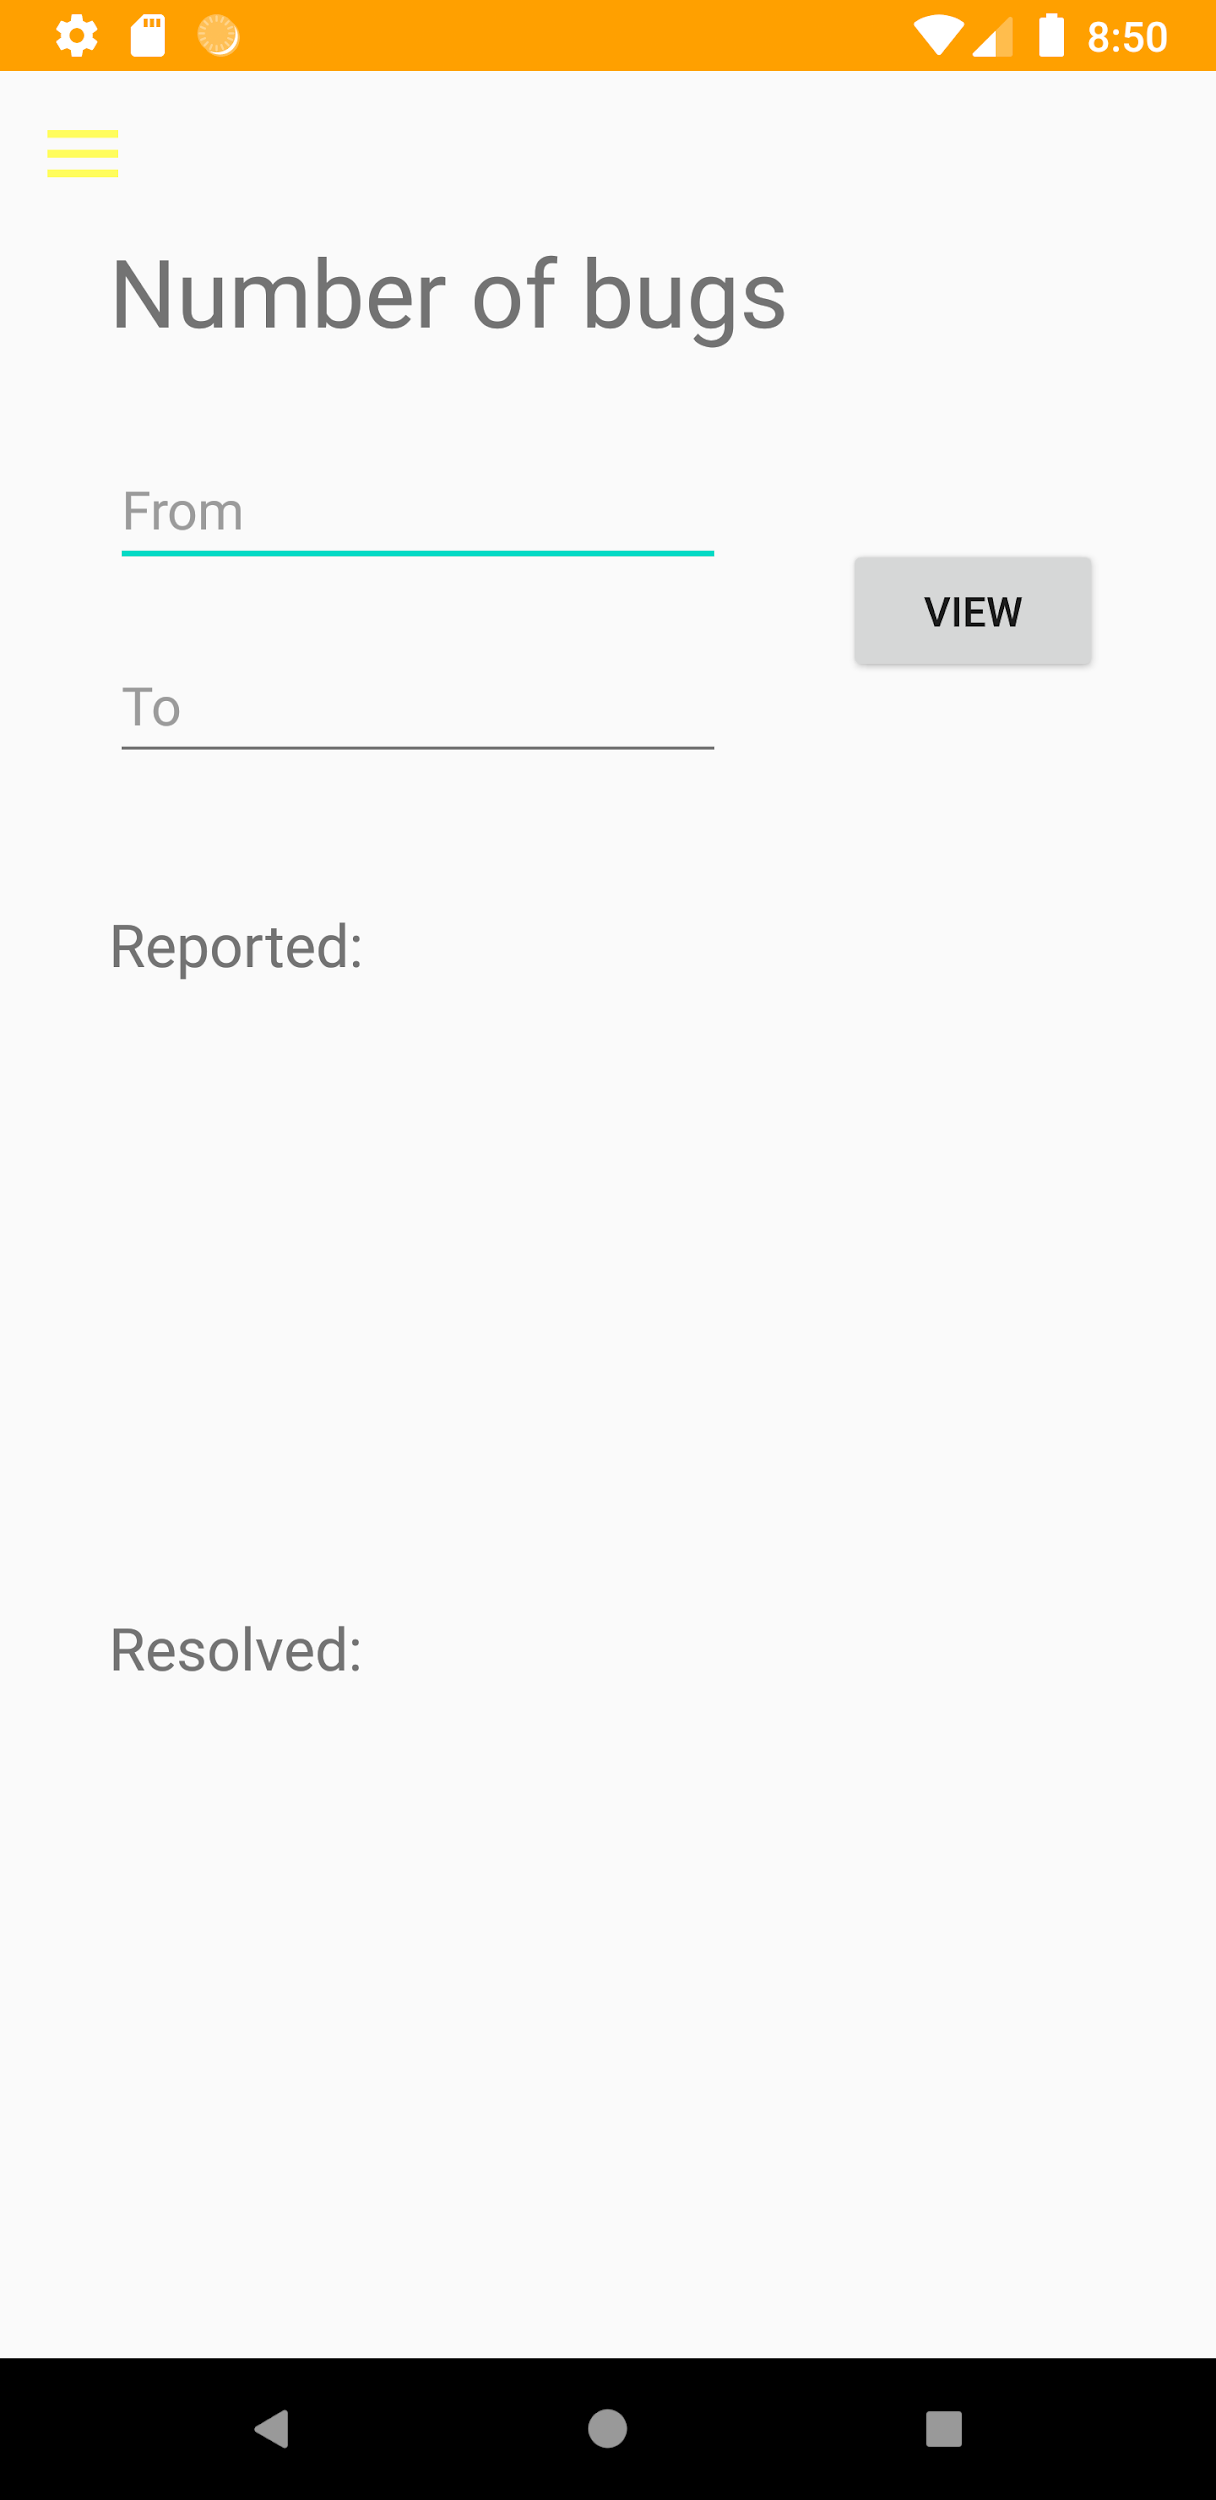 8:50
Number of bugs
From
VIEW
To
Reported:
Resolved: